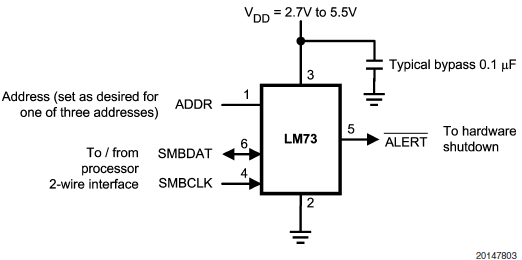 VDD = 2.7V to 5.5V
3
Typical bypass 0.1 μF
Address (set as desired for
one of three addresses)
ADDR
1
LM73
5
ALERT
To hardware
shutdown
To / from
processor
2-wire interface
SMBDAT
6
SMBCLK
4
2
20147803